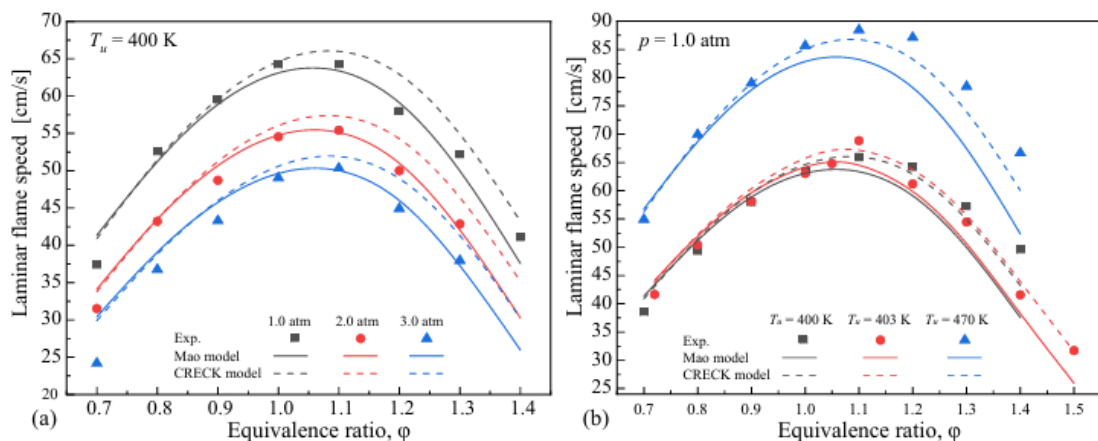 T_u = 400 K
Laminar flame speed [cm/s]
70
65
60
55
50
45
40
35
30
25
20
1.0 atm 2.0 atm 3.0 atm
Exp.
Mao model
CRECK model
(a)
0.7 0.8 0.9 1.0 1.1 1.2 1.3 1.4
Equivalence ratio, φ
p = 1.0 atm
Laminar flame speed [cm/s]
90
85
80
75
70
65
60
55
50
45
40
35
30
25
T_u = 400 K T_u = 403 K T_u = 470 K
Exp.
Mao model
CRECK model
(b)
0.7 0.8 0.9 1.0 1.1 1.2 1.3 1.4 1.5
Equivalence ratio, φ